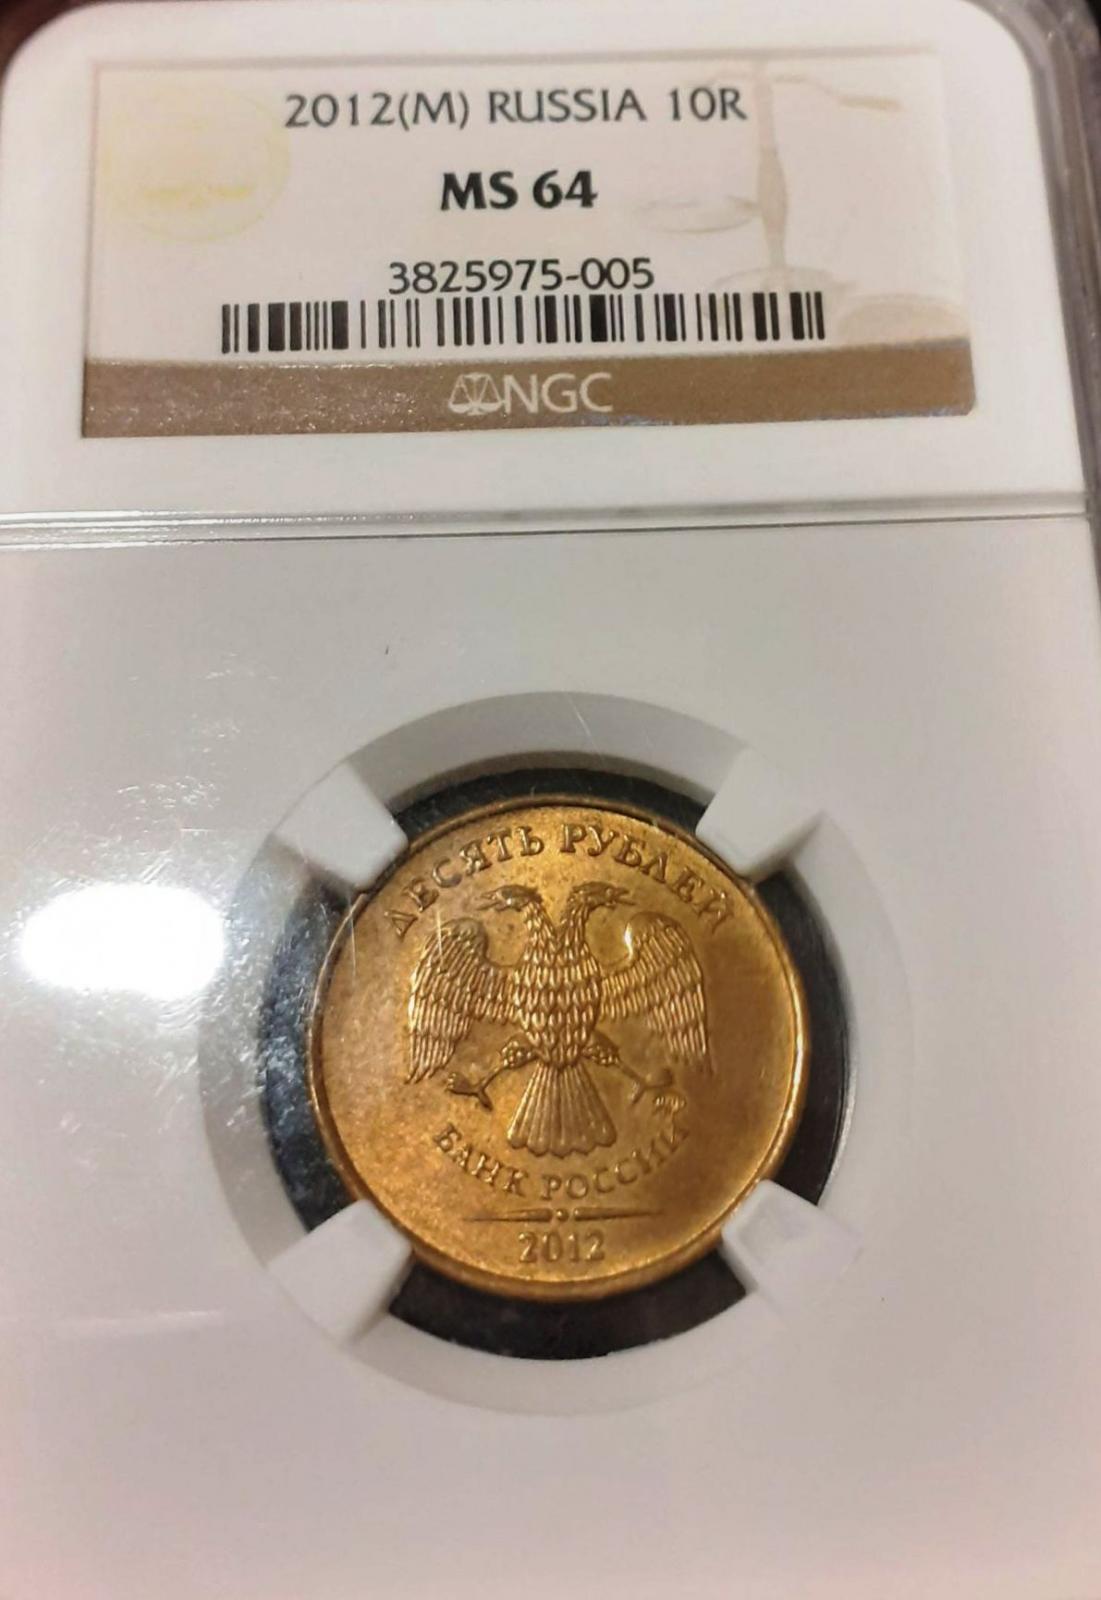 2012(M) RUSSIA 10R
MS 64
3825975-005
NGC
ДЕСЯТЬ РУБЛЕЙ
БАНК РОССИИ
2012